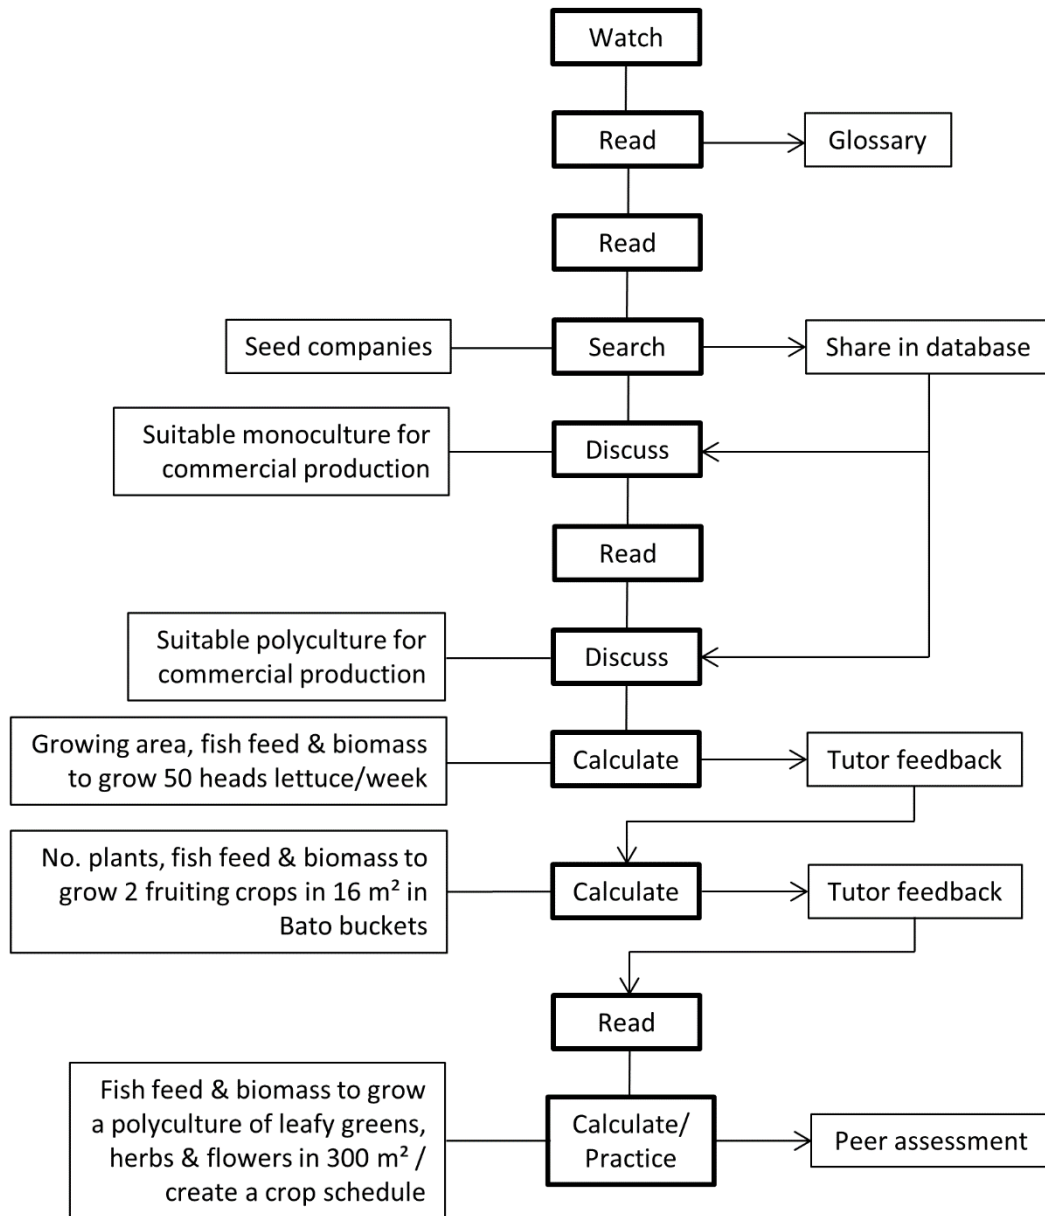 Watch
Read
Glossary
Read
Seed companies
Search
Share in database
Suitable monoculture for
commercial production
Discuss
Read
Suitable polyculture for
commercial production
Discuss
Growing area, fish feed & biomass
to grow 50 heads lettuce/week
Calculate
Tutor feedback
No. plants, fish feed & biomass to
grow 2 fruiting crops in 16 m² in
Bato buckets
Calculate
Tutor feedback
Read
Fish feed & biomass to grow
a polyculture of leafy greens,
herbs & flowers in 300 m² /
create a crop schedule
Calculate/
Practice
Peer assessment